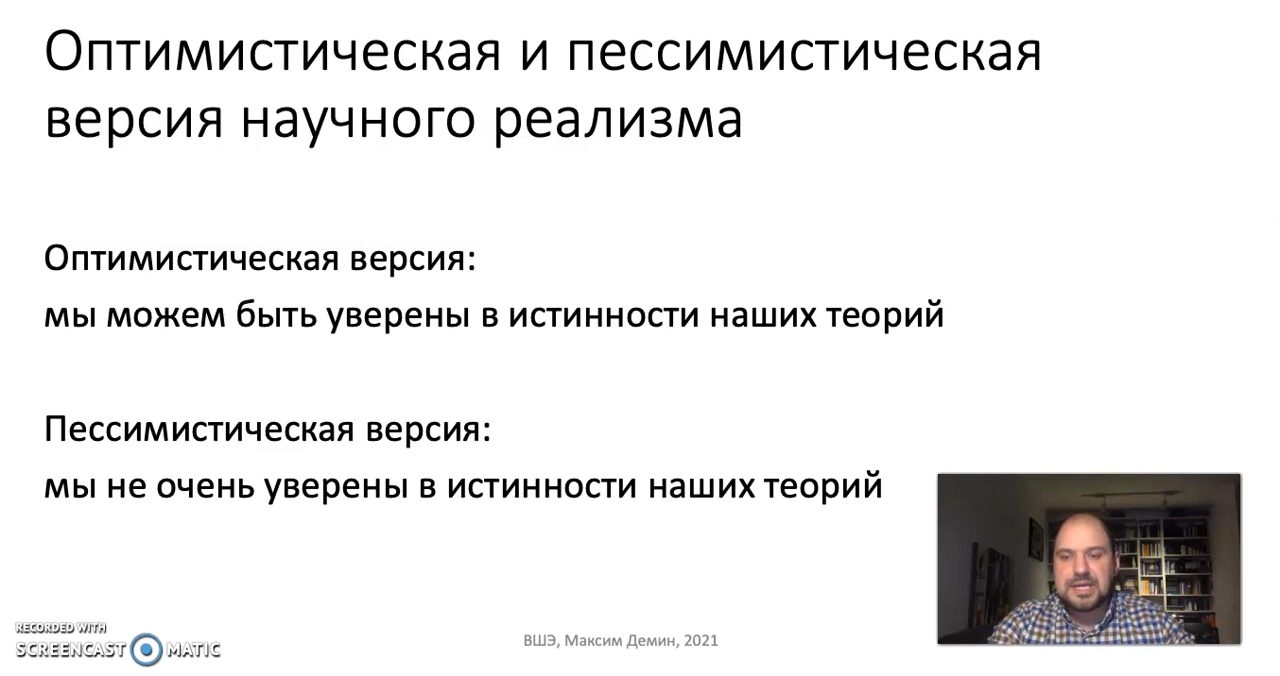 Оптимистическая и пессимистическая
версия научного реализма
Оптимистическая версия:
мы можем быть уверены в истинности наших теорий
Пессимистическая версия:
мы не очень уверены в истинности наших теорий
RECORDED WITH
SCREENCAST MATIC
ВШЭ, Максим Демин, 2021